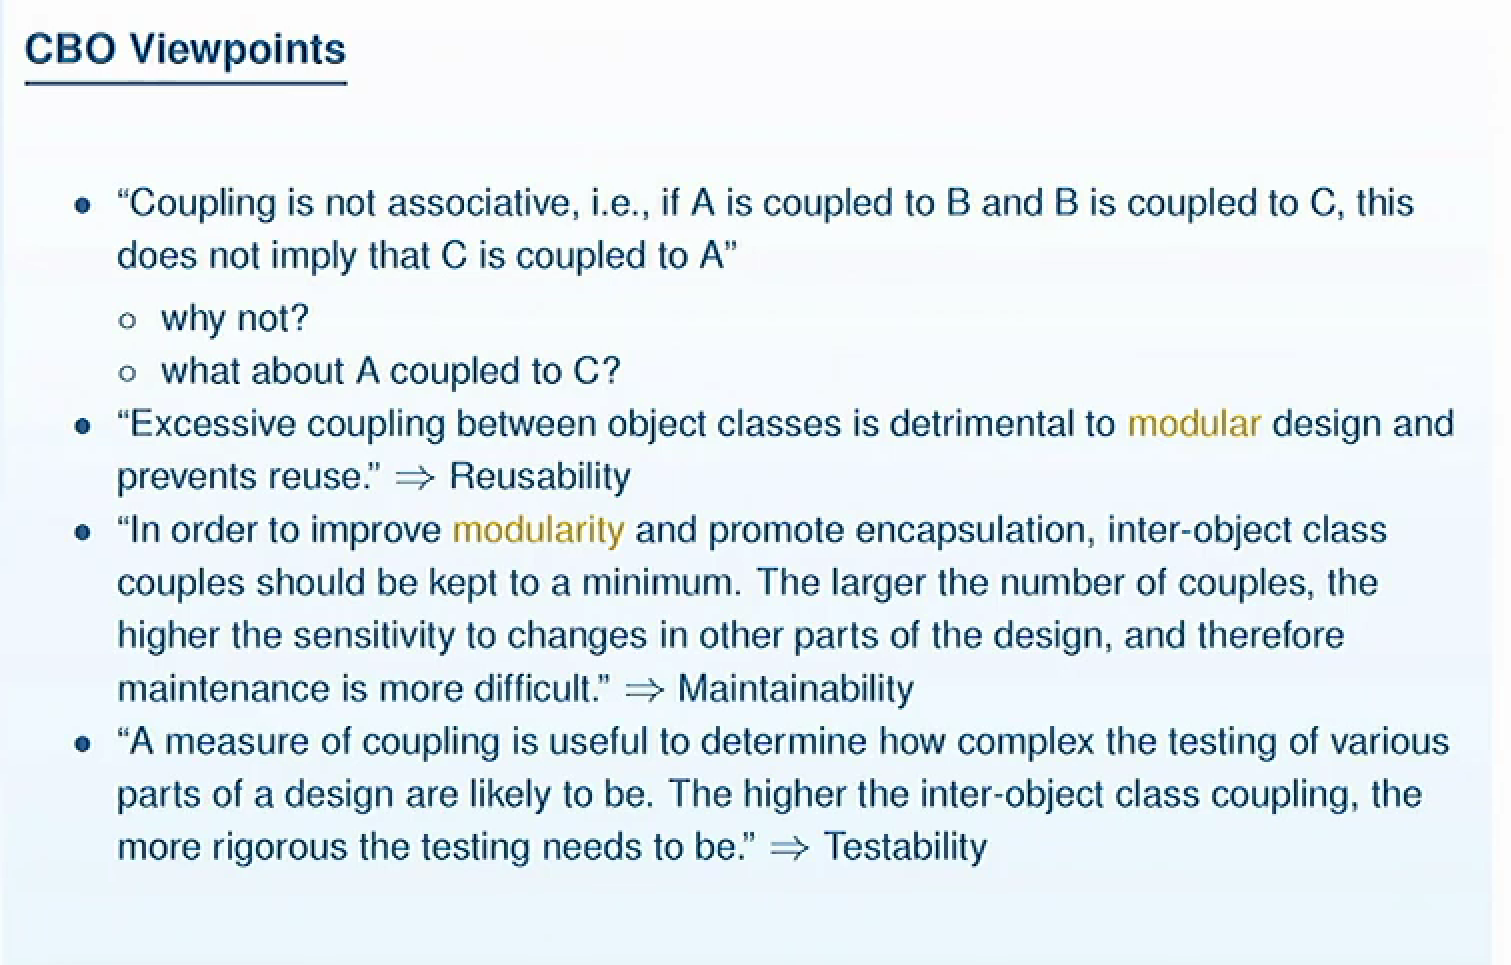 CBO Viewpoints
• “Coupling is not associative, i.e., if A is coupled to B and B is coupled to C, this
does not imply that C is coupled to A”
○ why not?
○ what about A coupled to C?
• “Excessive coupling between object classes is detrimental to modular design and
prevents reuse.” ⇒ Reusability
• “In order to improve modularity and promote encapsulation, inter-object class
couples should be kept to a minimum. The larger the number of couples, the
higher the sensitivity to changes in other parts of the design, and therefore
maintenance is more difficult.” ⇒ Maintainability
• “A measure of coupling is useful to determine how complex the testing of various
parts of a design are likely to be. The higher the inter-object class coupling, the
more rigorous the testing needs to be.” ⇒ Testability